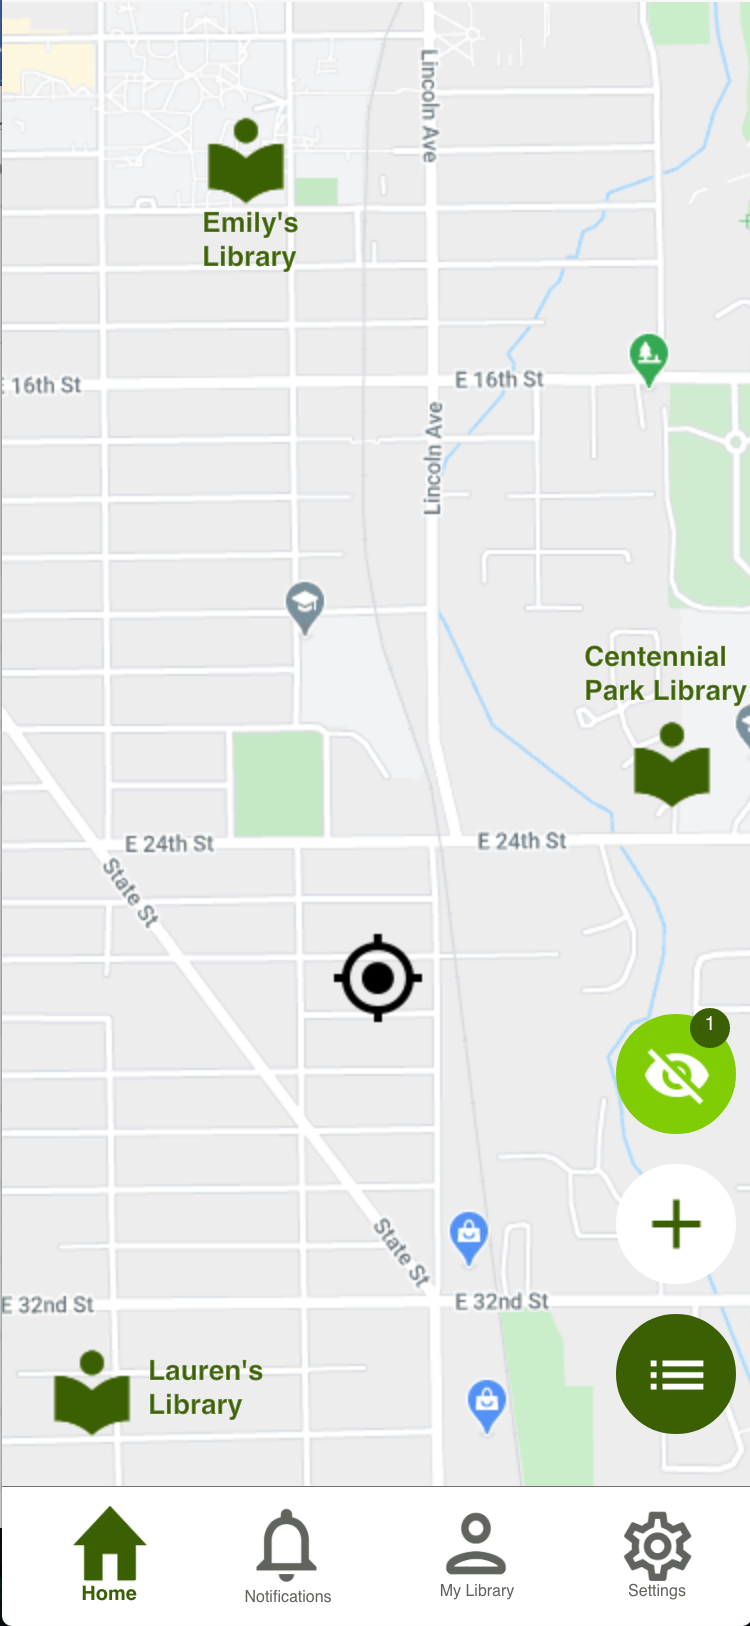 Lincoln Ave
Emily's
Library
E 16th St
E 16th St
Lincoln Ave
Centennial
Park Library
E 24th St
E 24th St
State St
1
State St
E 32nd St
E 32nd St
Lauren's
Library
Home
Notifications
My Library
Settings